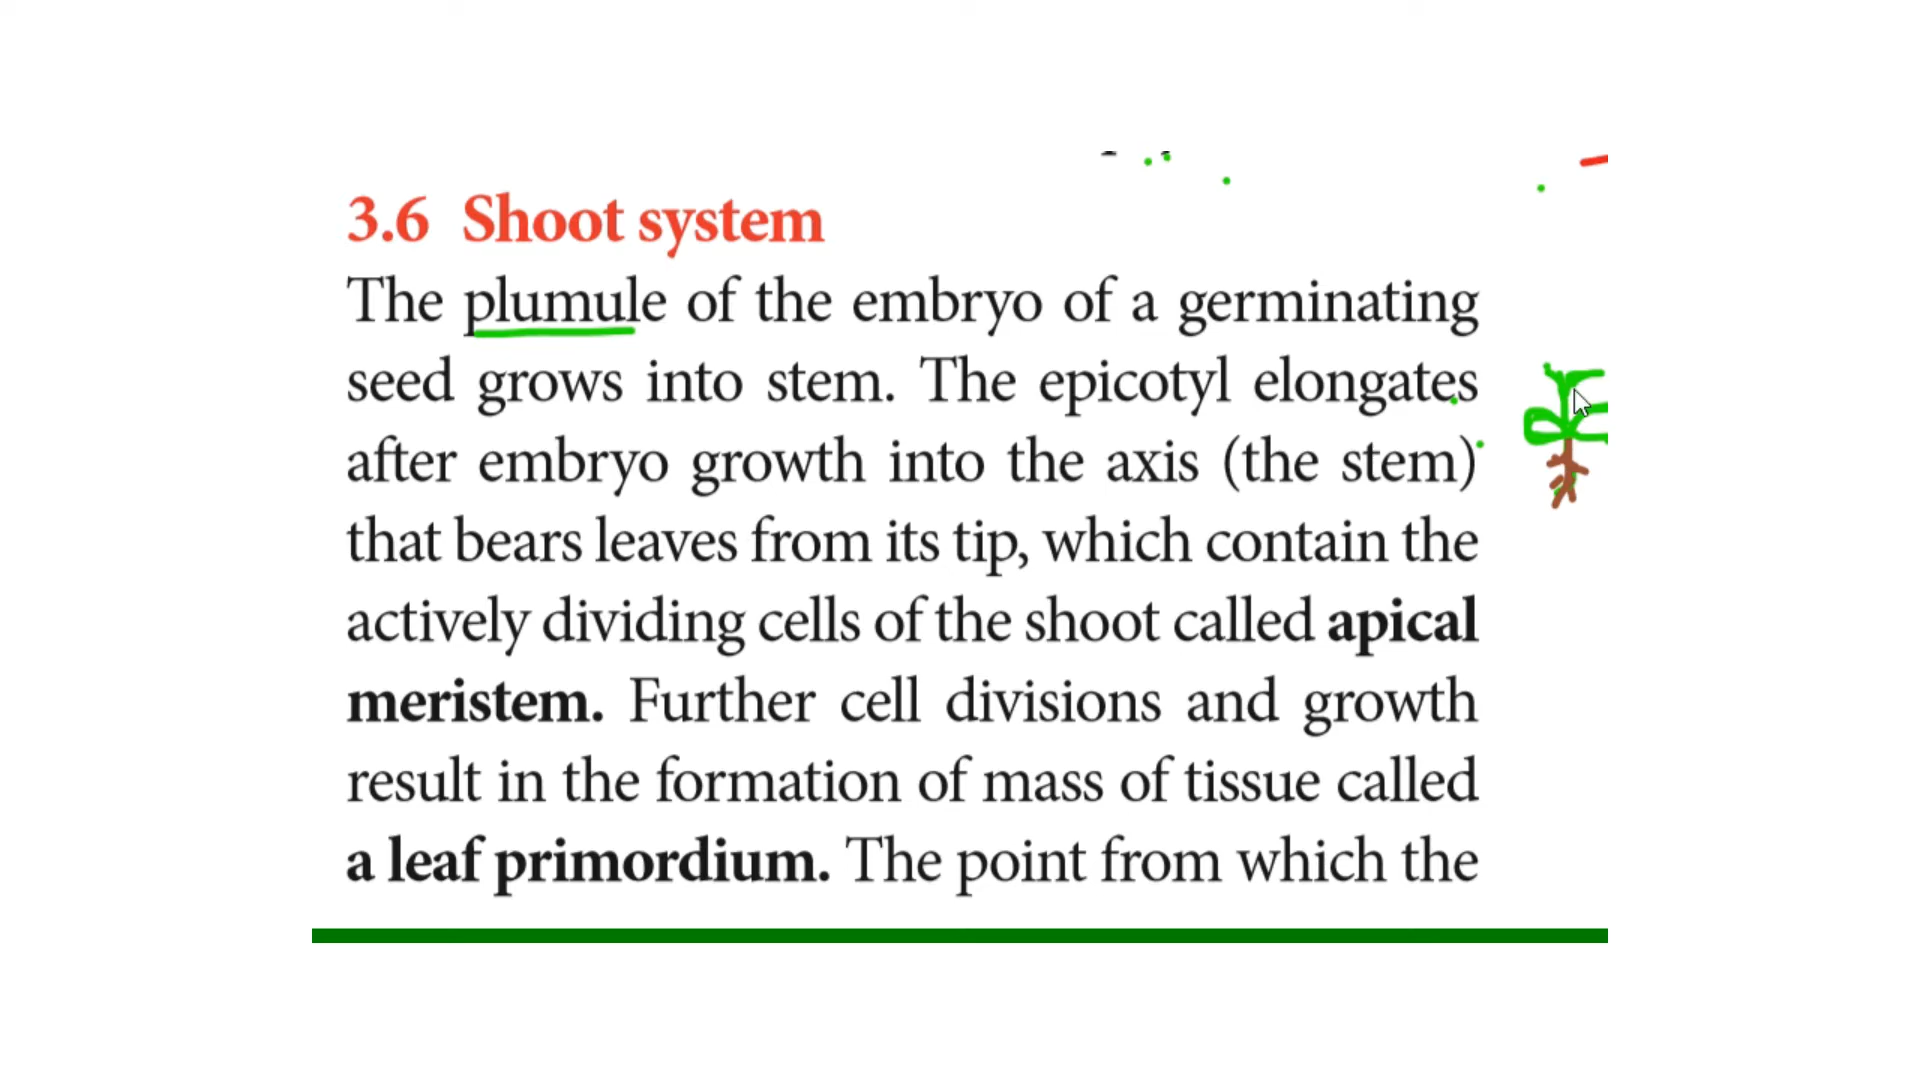 3.6 Shoot system
The plumule of the embryo of a germinating
seed grows into stem. The epicotyl elongates
after embryo growth into the axis (the stem)
that bears leaves from its tip, which contain the
actively dividing cells of the shoot called apical
meristem. Further cell divisions and growth
result in the formation of mass of tissue called
a leaf primordium. The point from which the